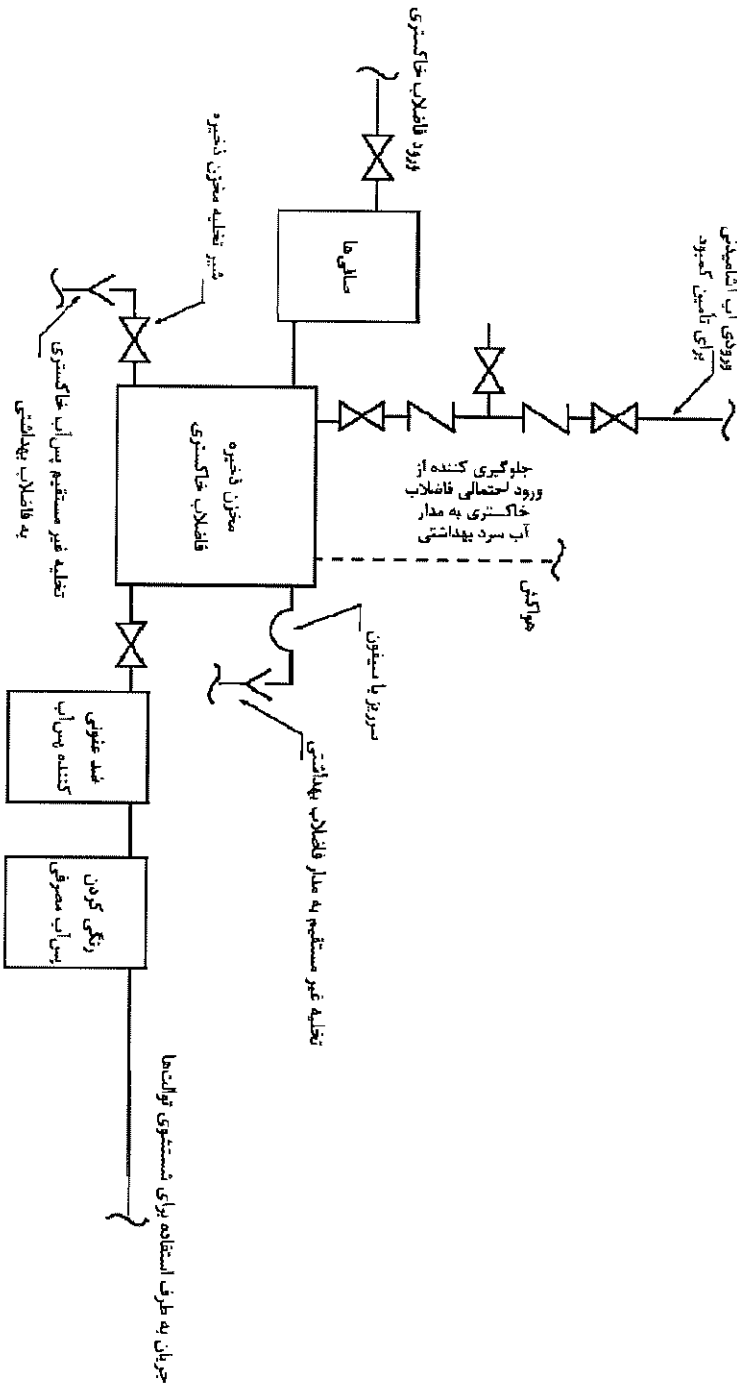 ورود فاضلاب خاکستری
صافی‌ها
ورودی آب آشامیدنی
برای تأمین کمبود
شیر تخلیه مخزن ذخیره
تخلیه غیر مستقیم پس‌آب خاکستری
به فاضلاب بهداشتی
مخزن ذخیره
فاضلاب خاکستری
جلوگیری کننده از
ورود احتمالی فاضلاب
خاکستری به مدار
آب سرد بهداشتی
هواکش
سرریز با سیفون
تخلیه غیر مستقیم به مدار فاضلاب بهداشتی
ضد عفونی
کننده پس‌آب
رنگی کردن
پس‌آب مصرفی
جریان به طرف استفاده برای شستشوی توالت‌ها